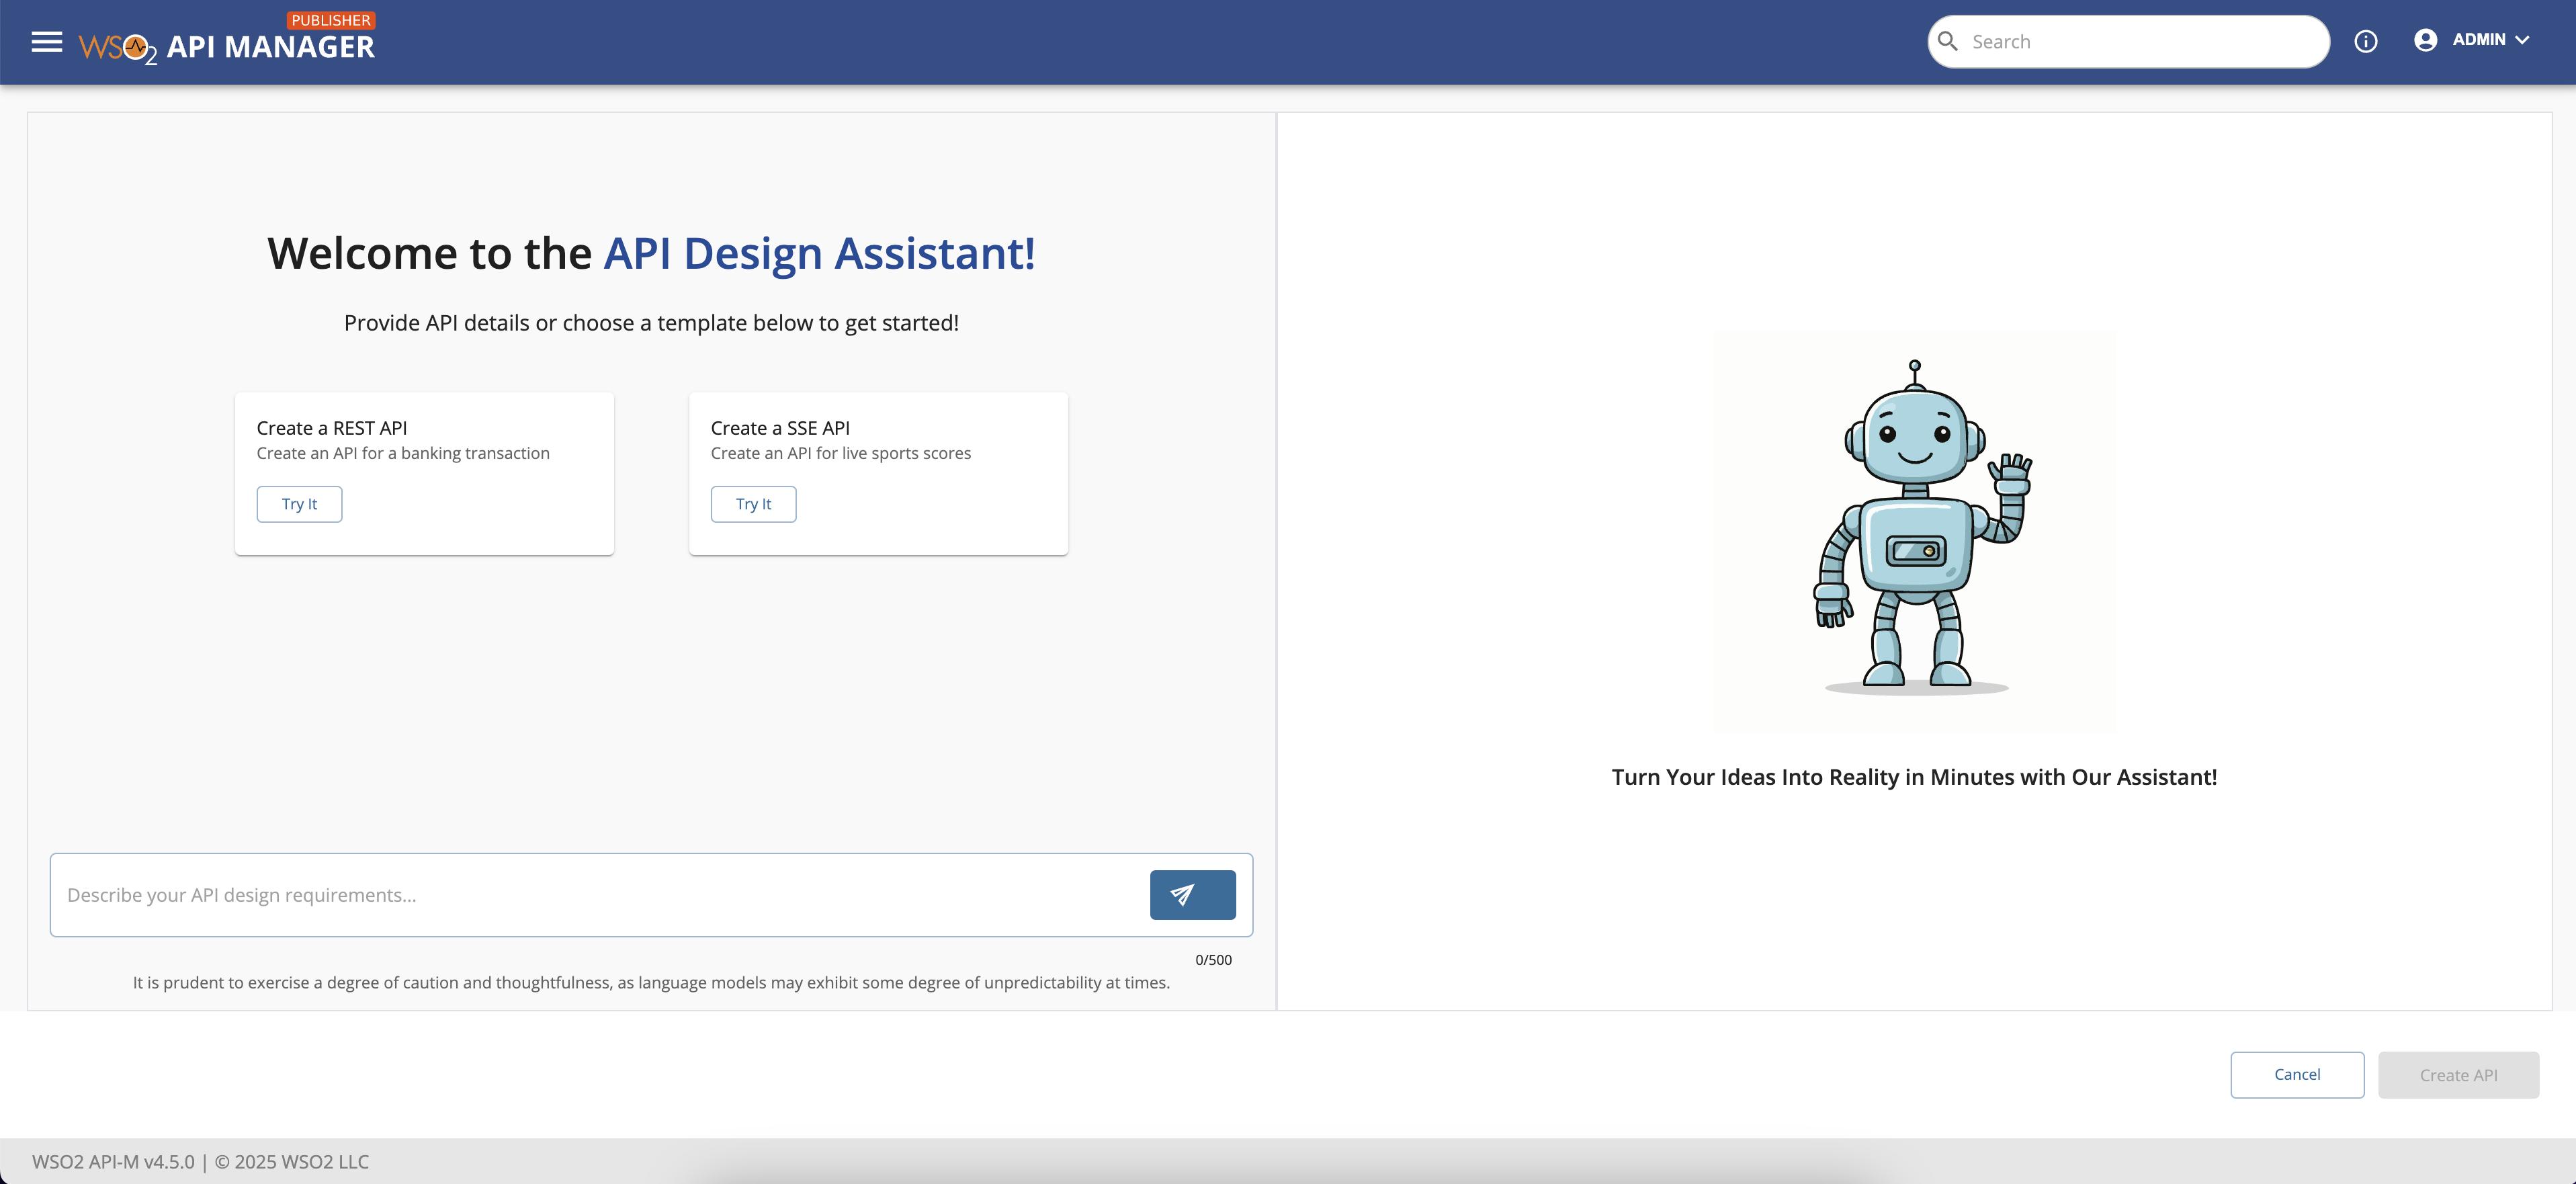 PUBLISHER
WSO2 API MANAGER
Search
ADMIN
Welcome to the API Design Assistant!
Provide API details or choose a template below to get started!
Create a REST API
Create an API for a banking transaction
Try It
Create a SSE API
Create an API for live sports scores
Try It
Turn Your Ideas Into Reality in Minutes with Our Assistant!
Describe your API design requirements...
0/500
It is prudent to exercise a degree of caution and thoughtfulness, as language models may exhibit some degree of unpredictability at times.
Cancel
Create API
WSO2 API-M v4.5.0 | © 2025 WSO2 LLC